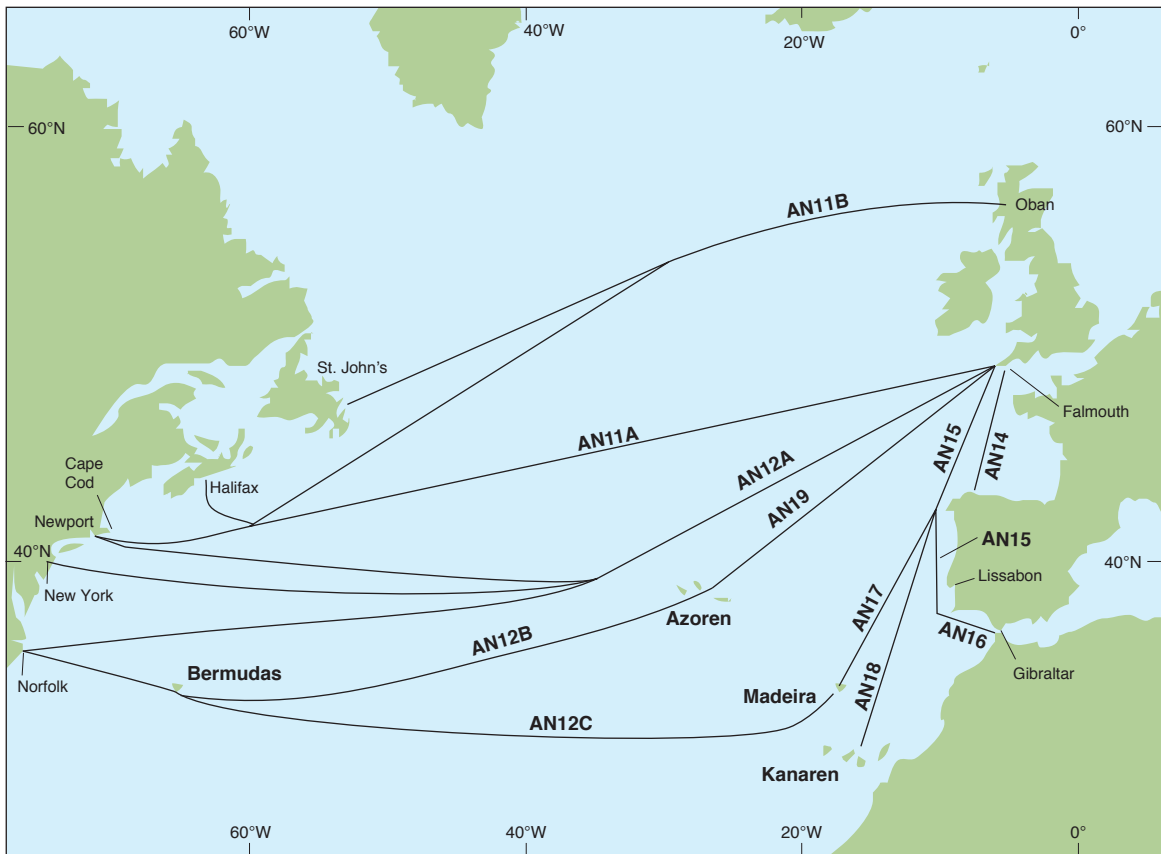 60°W
40°W
20°W
0°
60°N
60°N
AN11B
Oban
St. John's
Falmouth
AN11A
AN15
AN14
AN12A
AN19
Cape
Cod
Halifax
Newport
AN15
40°N
40°N
Lissabon
New York
AN17
Azoren
AN16
AN12B
Bermudas
AN18
Norfolk
Gibraltar
Madeira
AN12C
Kanaren
60°W
40°W
20°W
0°